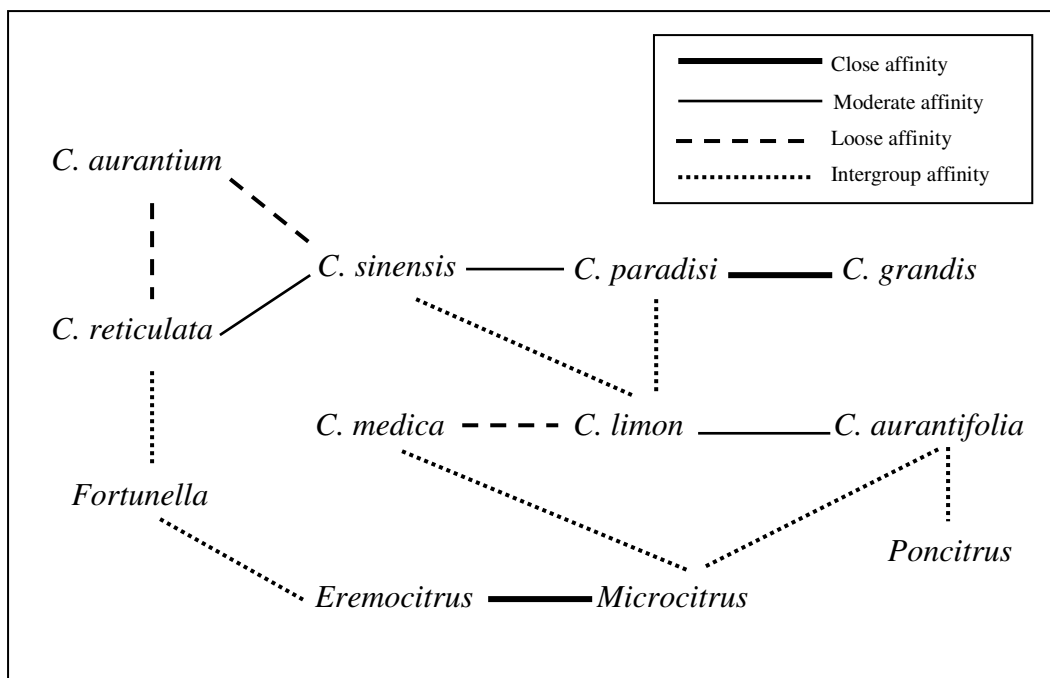 Close affinity
Moderate affinity
Loose affinity
Intergroup affinity
C. aurantium
C. sinensis
C. paradisi
C. grandis
C. reticulata
C. medica
C. limon
C. aurantifolia
Fortunella
Poncitrus
Eremocitrus
Microcitrus